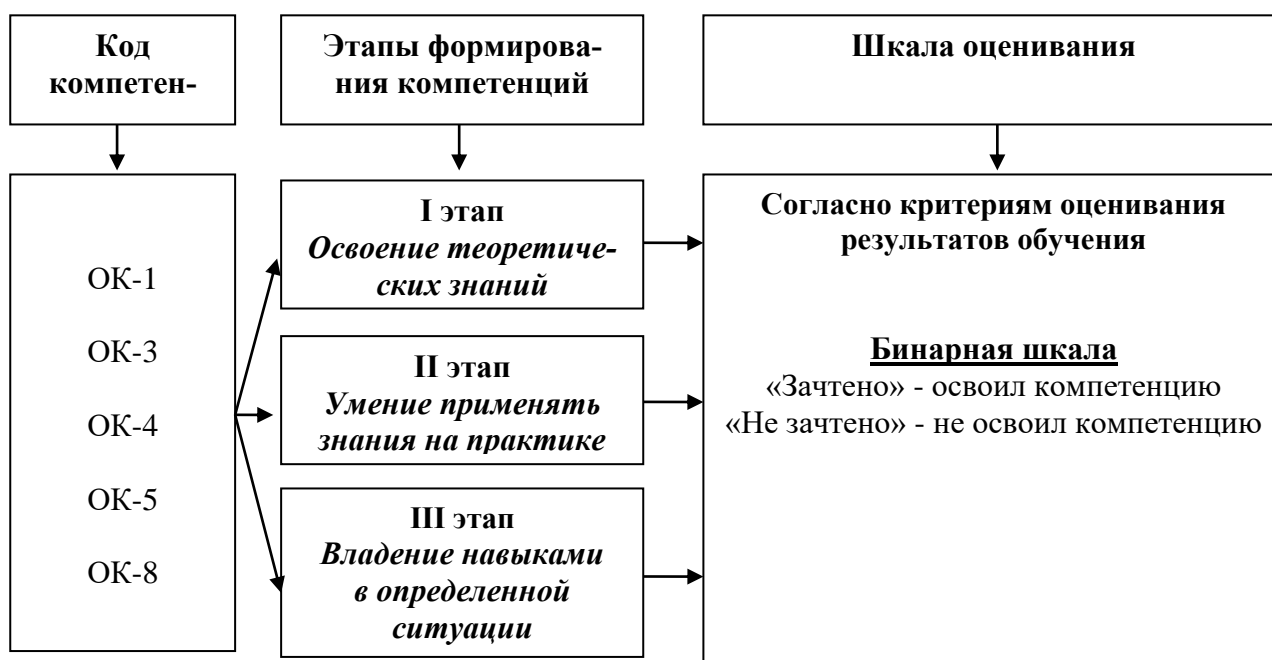 Код
компетен-
Этапы формирова-
ния компетенций
Шкала оценивания
ОК-1
ОК-3
ОК-4
ОК-5
ОК-8
I этап
Освоение теоретиче-
ских знаний
II этап
Умение применять
знания на практике
III этап
Владение навыками
в определенной
ситуации
Согласно критериям оценивания
результатов обучения
Бинарная шкала
«Зачтено» - освоил компетенцию
«Не зачтено» - не освоил компетенцию